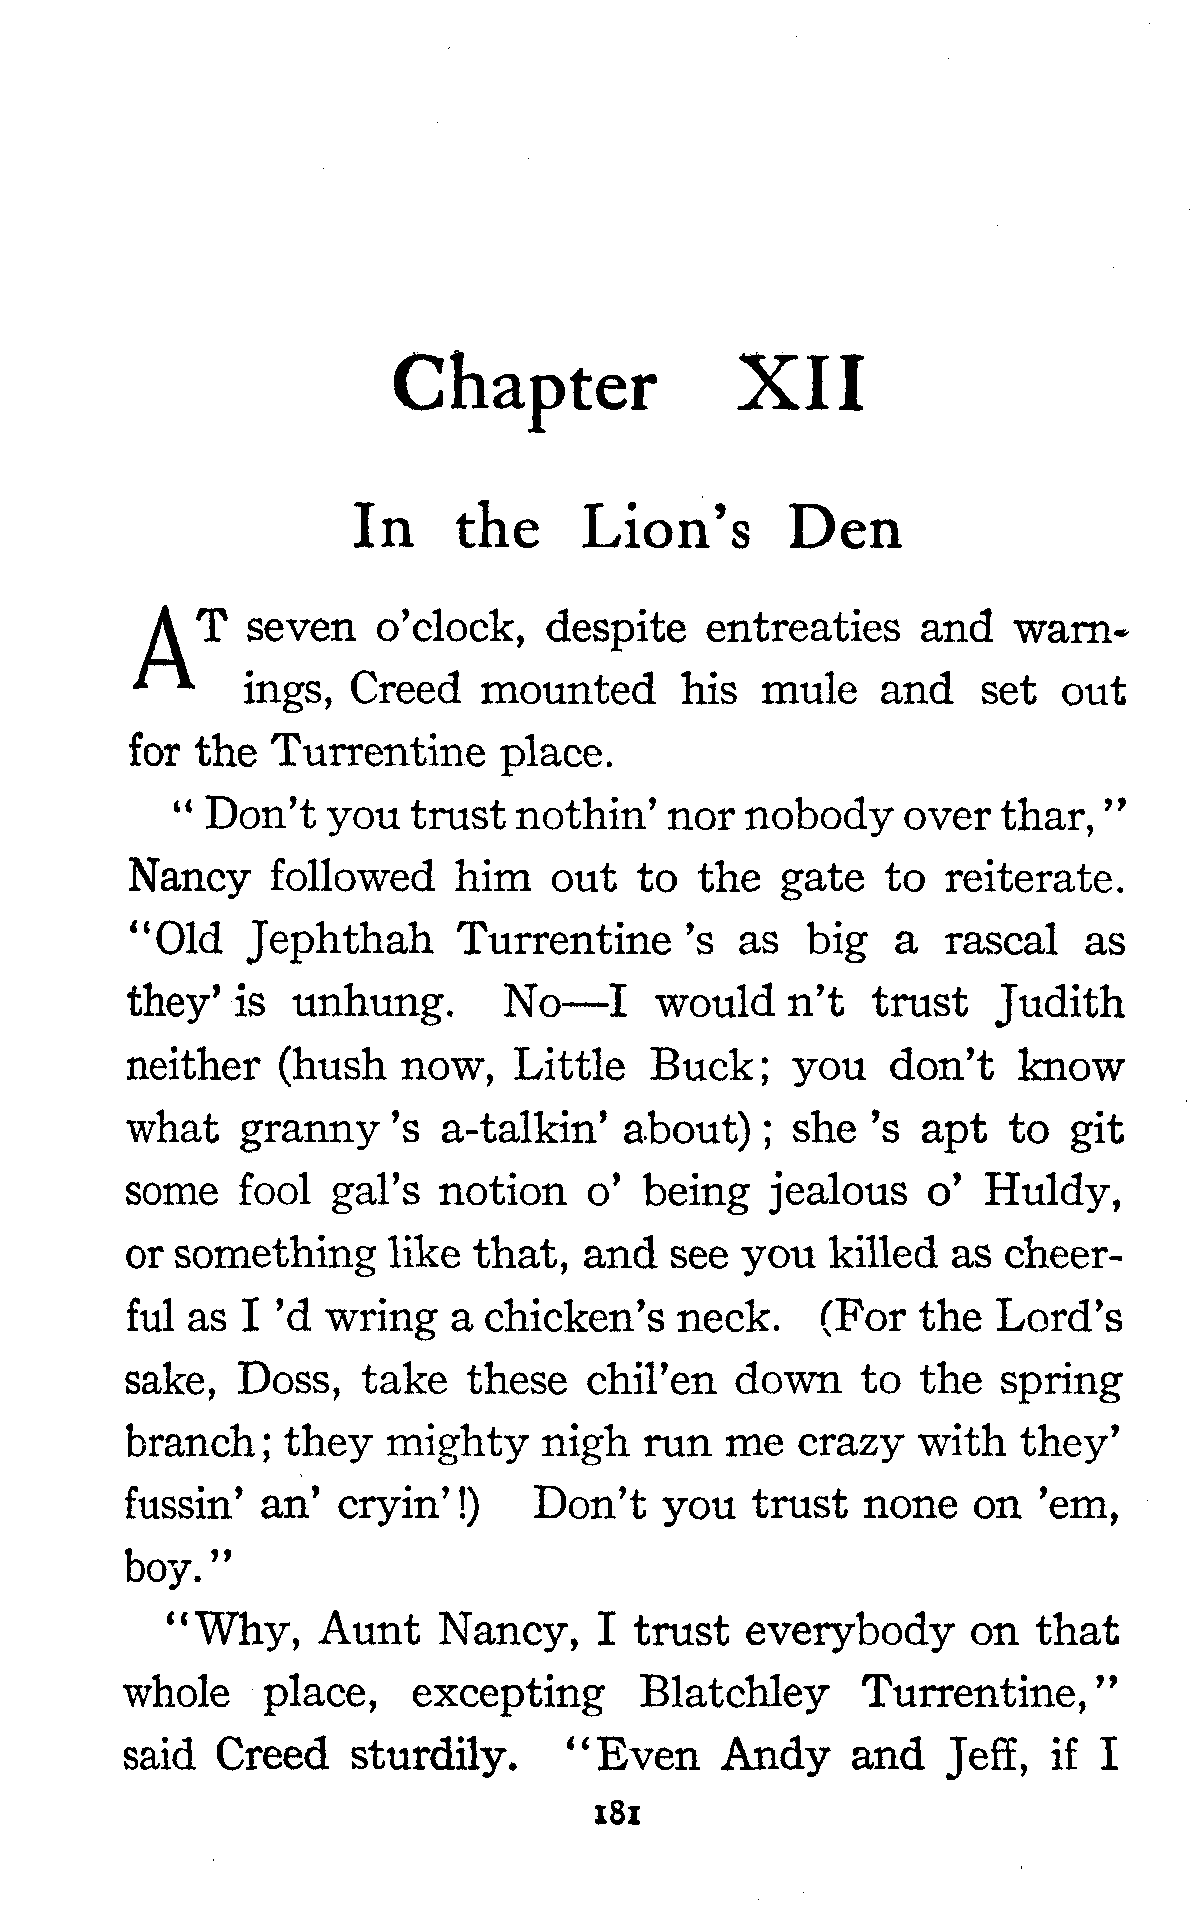 Chapter XII
In the Lion's Den
AT seven o'clock, despite entreaties and warn-
ings, Creed mounted his mule and set out
for the Turrentine place.
"Don't you trust nothin' nor nobody over thar,"
Nancy followed him out to the gate to reiterate.
"Old Jephthah Turrentine 's as big a rascal as
they' is unhung. No—I would n't trust Judith
neither (hush now, Little Buck; you don't know
what granny 's a-talkin' about); she 's apt to git
some fool gal's notion o' being jealous o' Huldy,
or something like that, and see you killed as cheer-
ful as I 'd wring a chicken's neck. (For the Lord's
sake, Doss, take these chil'en down to the spring
branch; they mighty nigh run me crazy with they'
fussin' an' cryin'!) Don't you trust none on 'em,
boy."
"Why, Aunt Nancy, I trust everybody on that
whole place, excepting Blatchley Turrentine,"
said Creed sturdily. "Even Andy and Jeff, if I
181